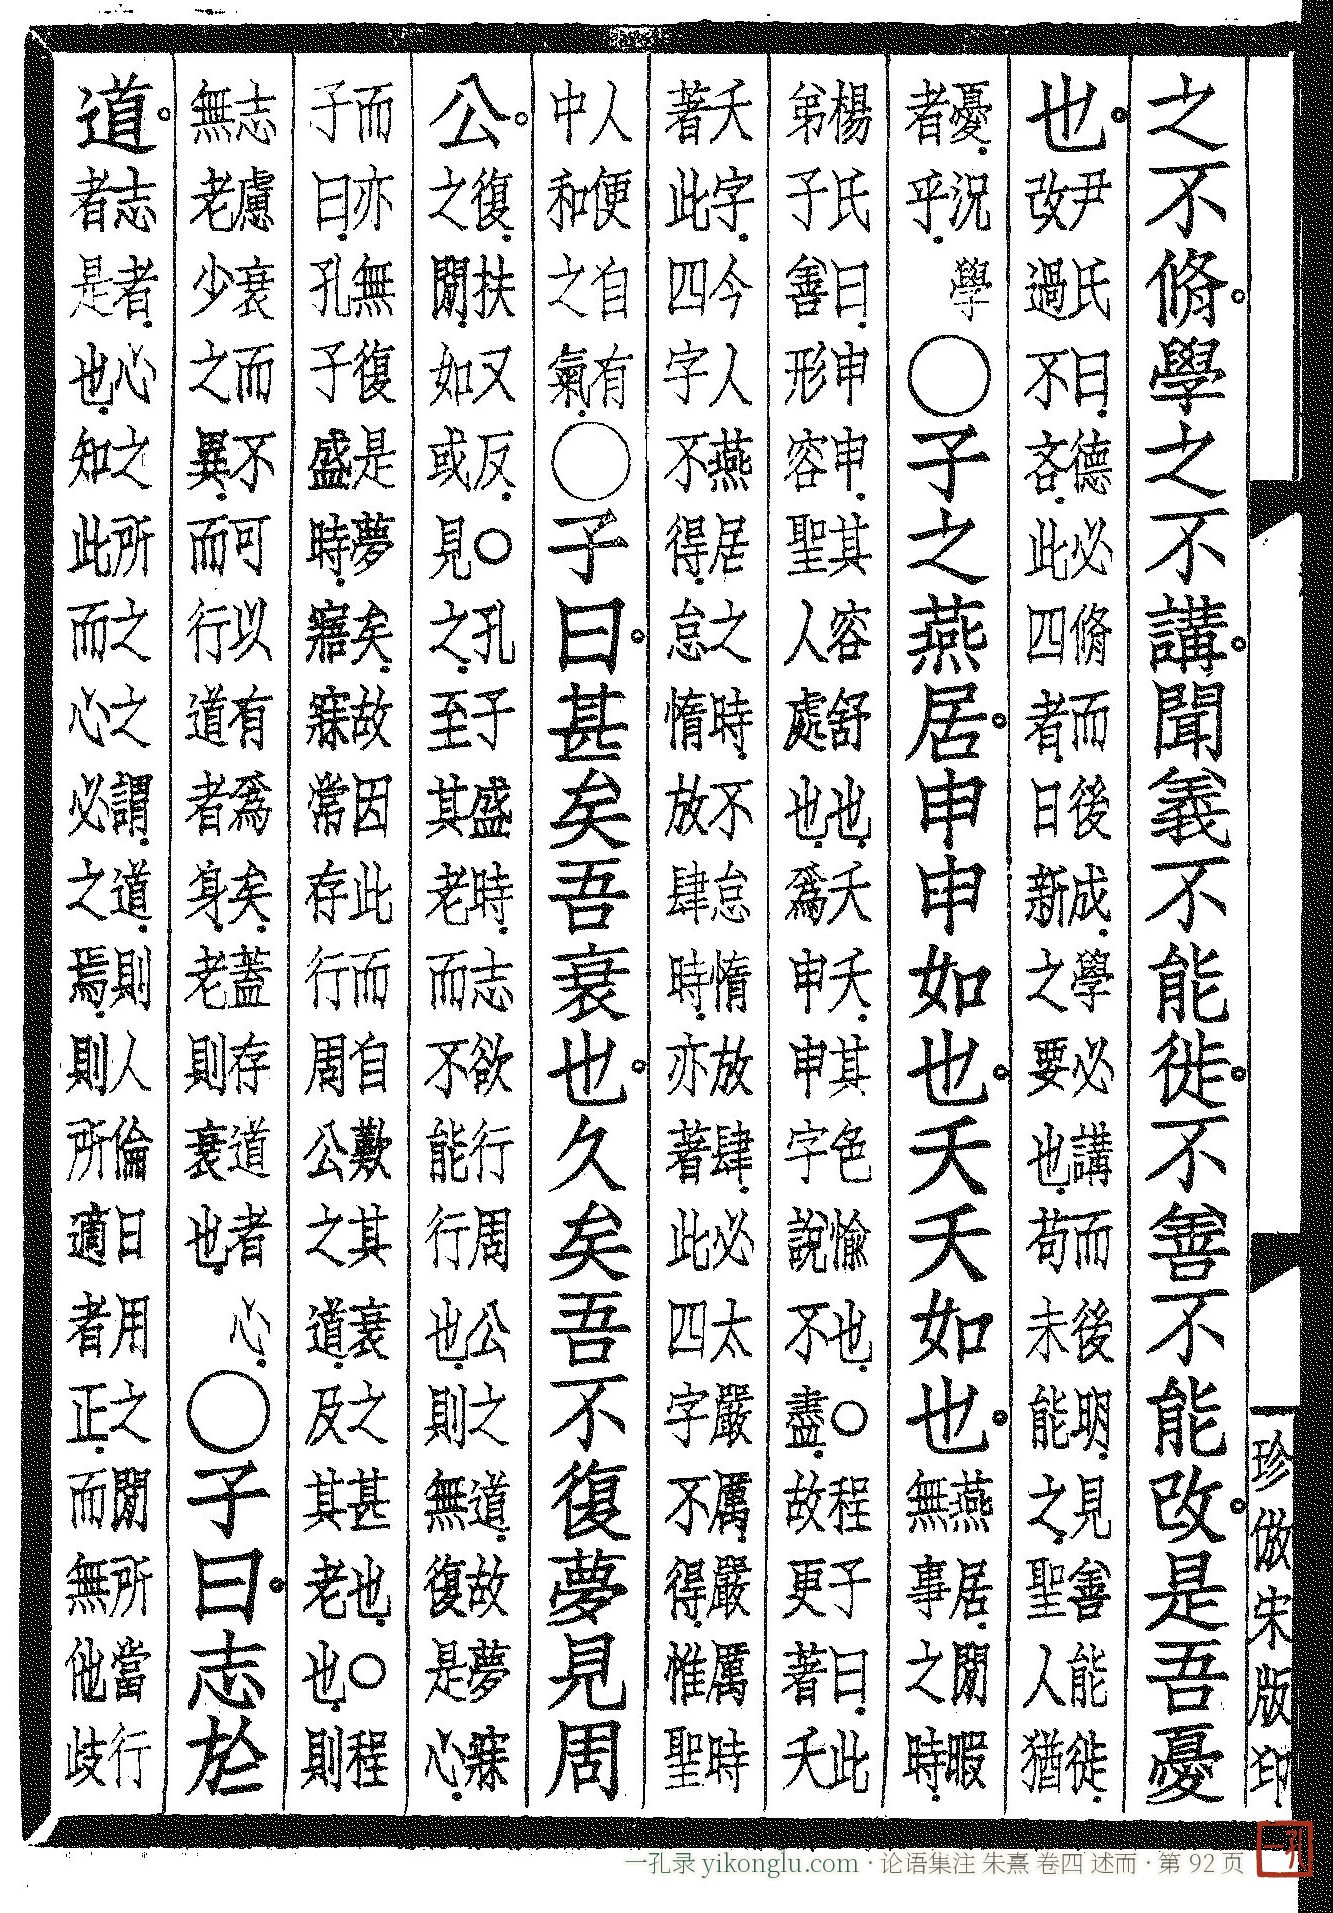 珍倣宋版印
之不脩學之不講聞義不能徙不善不能改是吾憂
也
尹氏曰德必脩而後成學必講而後明見善能徙
改過不吝此四者日新之要也苟未能之聖人猶
憂況學
者乎
○子之燕居申申如也夭夭如也
燕居閒暇
無事之時
楊氏曰申申其容舒也夭夭其色愉也○程子曰此
弟子善形容聖人處也爲申申字說不盡故更著夭
夭字今人燕居之時不怠惰放肆必太嚴厲嚴厲時
著此四字不得怠惰放肆時亦著此四字不得惟聖
人便自有
中和之氣
○子曰甚矣吾衰也久矣吾不復夢見周
公
復扶又反○孔子盛時志欲行周公之道故夢寐
之閒如或見之至其老而不能行也則無復是心
而亦無復是夢矣故因此而自歎其衰之甚也○程
子曰孔子盛時寤寐常存行周公之道及其老也則
志慮衰而不可以有爲矣蓋存道者心
無老少之異而行道者身老則衰也
○子曰志於
道
志者心之所之之謂道則人倫日用之閒所當行
者是也知此而心必之焉則所適者正而無他歧
一孔录 yikonglu.com · 论语集注 朱熹 卷四 述而 · 第 92 页
一孔